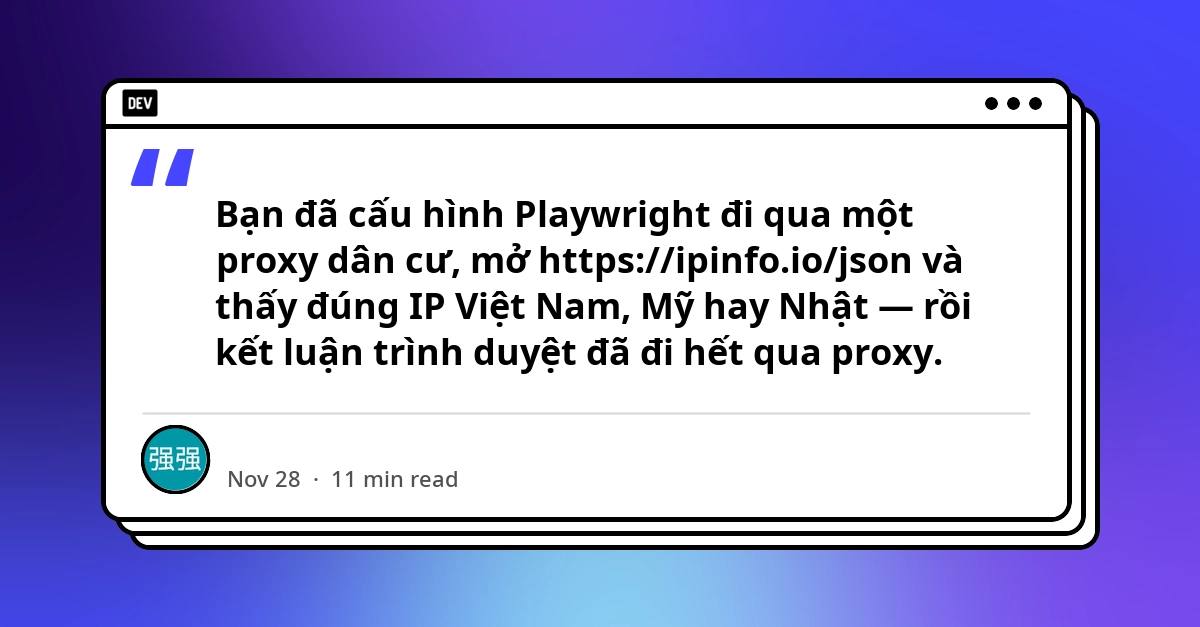 DEV
Bạn đã cấu hình Playwright đi qua một
proxy dân cư, mở https://ipinfo.io/json và
thấy đúng IP Việt Nam, Mỹ hay Nhật — rồi
kết luận trình duyệt đã đi hết qua proxy.
强强
Nov 28 · 11 min read